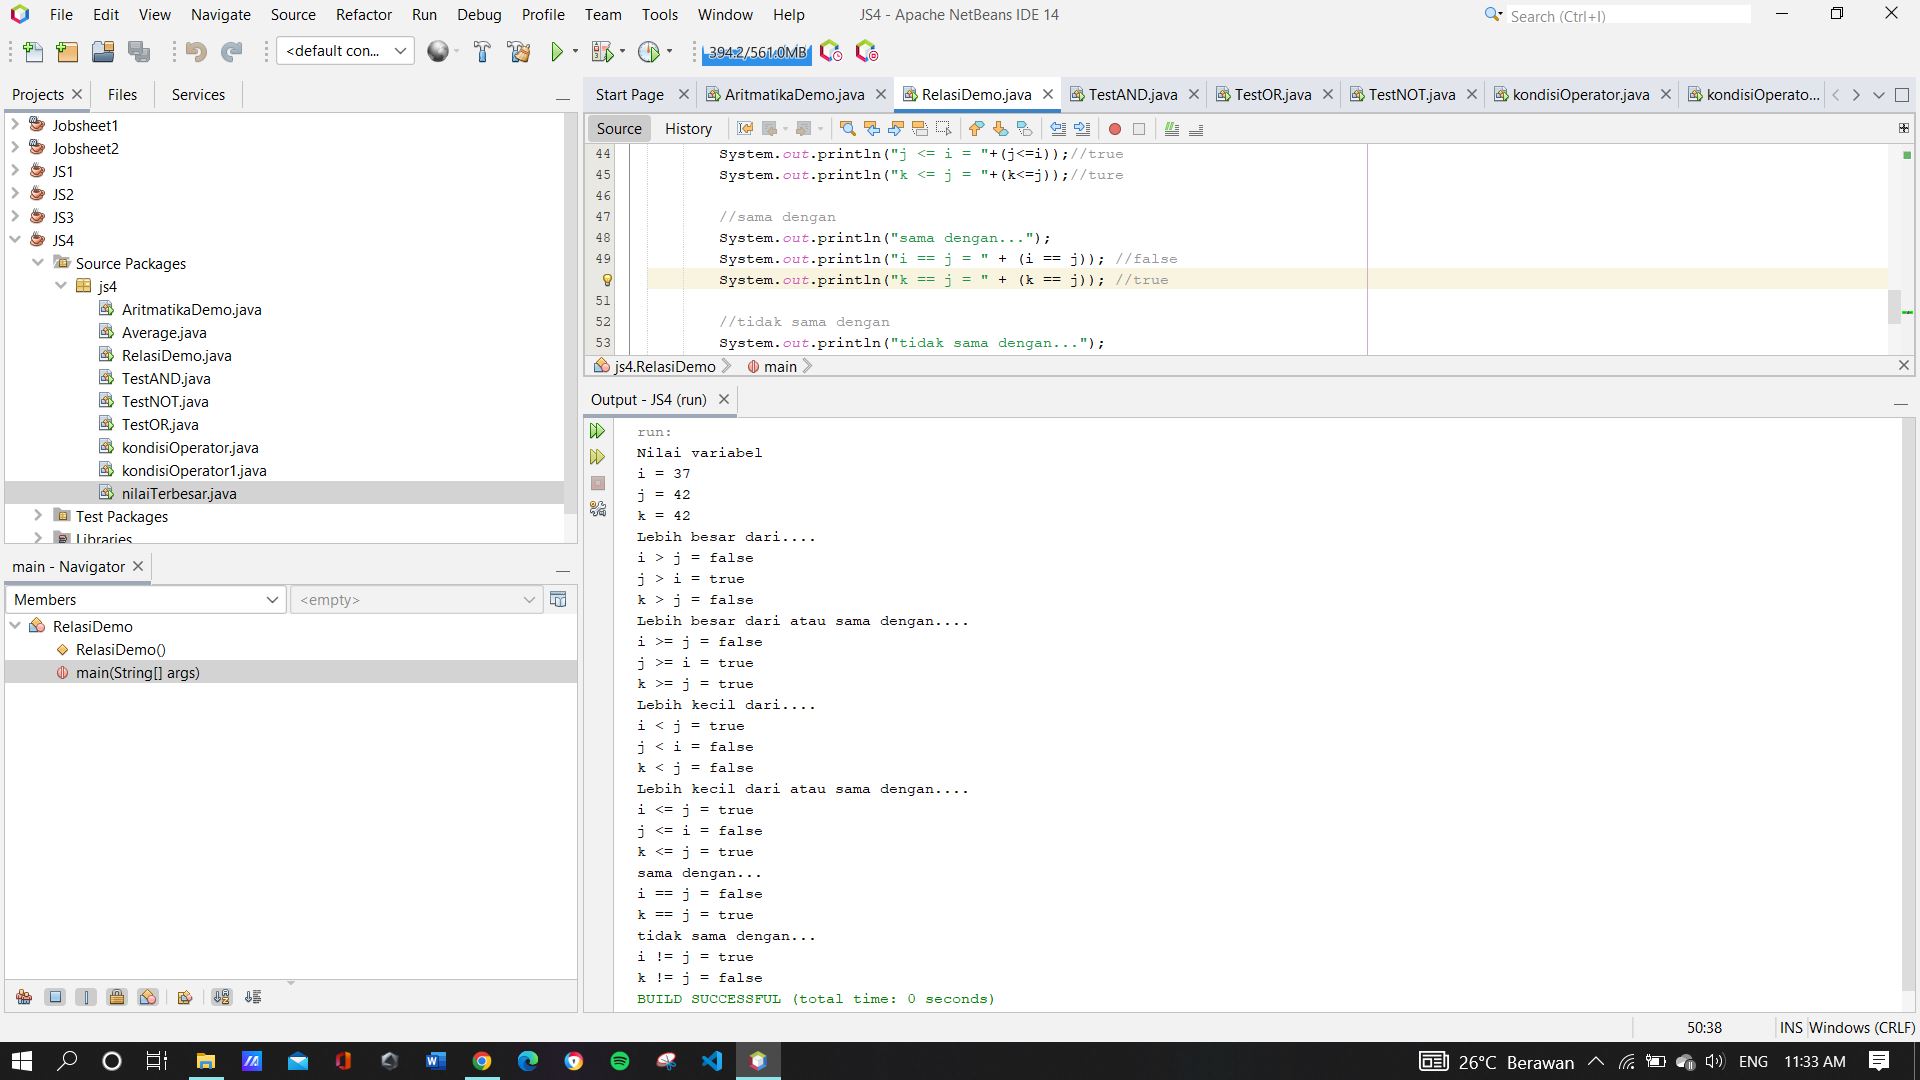 File Edit View Navigate Source Refactor Run Debug Profile Team Tools Window Help JS4 - Apache NetBeans IDE 14 Search (Ctrl+I)
<default con... 394.2/561.0MB
Projects Files Services
Jobsheet1
Jobsheet2
JS1
JS2
JS3
JS4
Source Packages
js4
AritmatikaDemo.java
Average.java
RelasiDemo.java
TestAND.java
TestNOT.java
TestOR.java
kondisiOperator.java
kondisiOperator1.java
nilaiTerbesar.java
Test Packages
Libraries
main - Navigator
Members <empty>
RelasiDemo
RelasiDemo()
main(String[] args)
Start Page AritmatikaDemo.java RelasiDemo.java TestAND.java TestOR.java TestNOT.java kondisiOperator.java kondisiOperato...
Source History
44 System.out.println("j <= i = "+(j<=i));//true
45 System.out.println("k <= j = "+(k<=j));//ture
46
47 //sama dengan
48 System.out.println("sama dengan...");
49 System.out.println("i == j = " + (i == j)); //false
System.out.println("k == j = " + (k == j)); //true
51
52 //tidak sama dengan
53 System.out.println("tidak sama dengan...");
js4.RelasiDemo main
Output - JS4 (run)
run:
Nilai variabel
i = 37
j = 42
k = 42
Lebih besar dari....
i > j = false
j > i = true
k > j = false
Lebih besar dari atau sama dengan....
i >= j = false
j >= i = true
k >= j = true
Lebih kecil dari....
i < j = true
j < i = false
k < j = false
Lebih kecil dari atau sama dengan....
i <= j = true
j <= i = false
k <= j = true
sama dengan...
i == j = false
k == j = true
tidak sama dengan...
i != j = true
k != j = false
BUILD SUCCESSFUL (total time: 0 seconds)
50:38 INS Windows (CRLF)
26°C Berawan ENG 11:33 AM